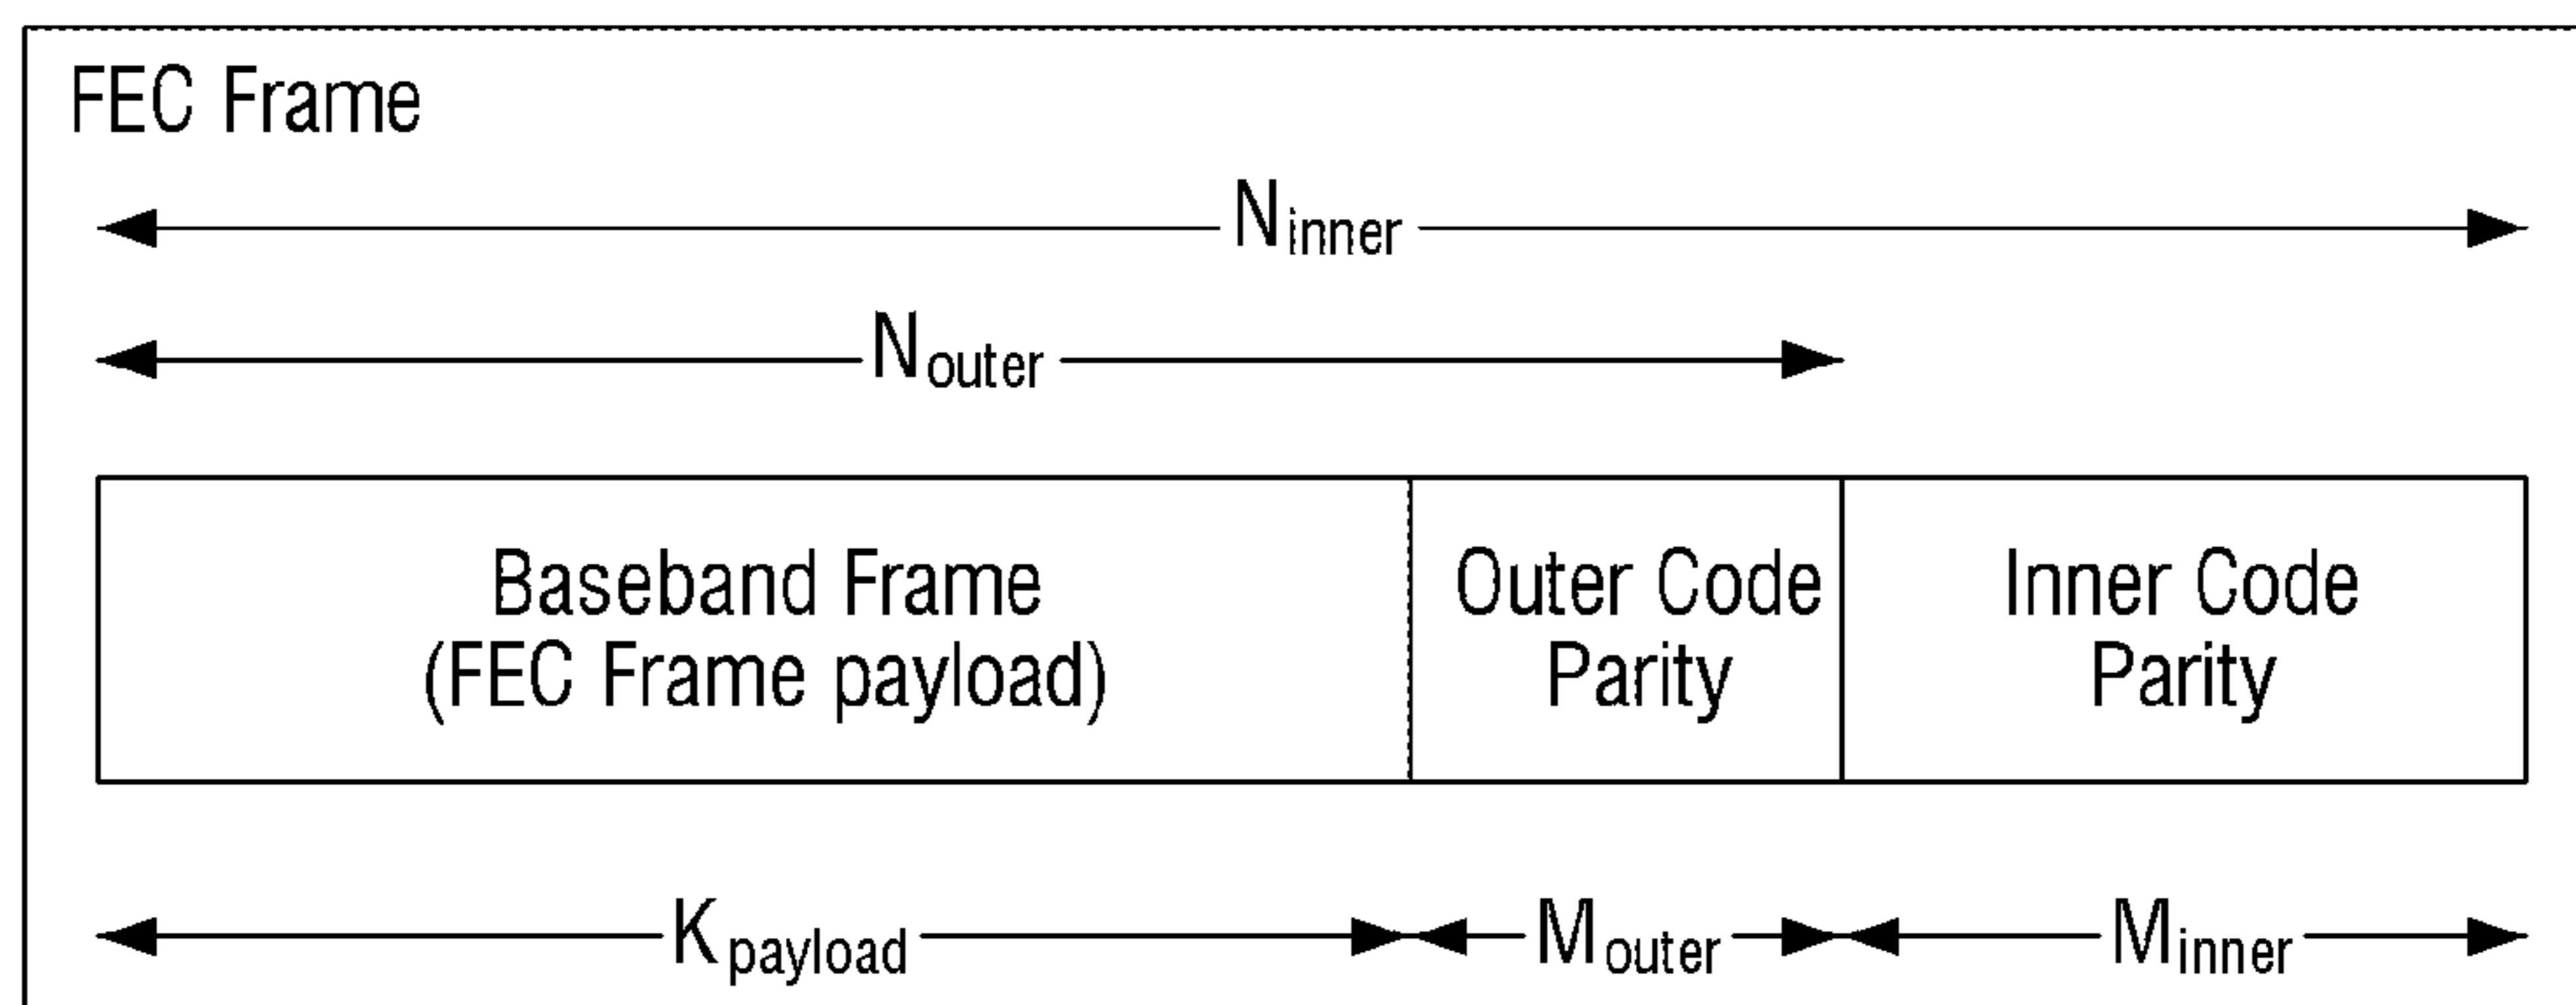 FEC Frame
Ninner
Nouter
Baseband Frame
(FEC Frame payload)
Outer Code
Parity
Inner Code
Parity
Kpayload
Mouter
Minner